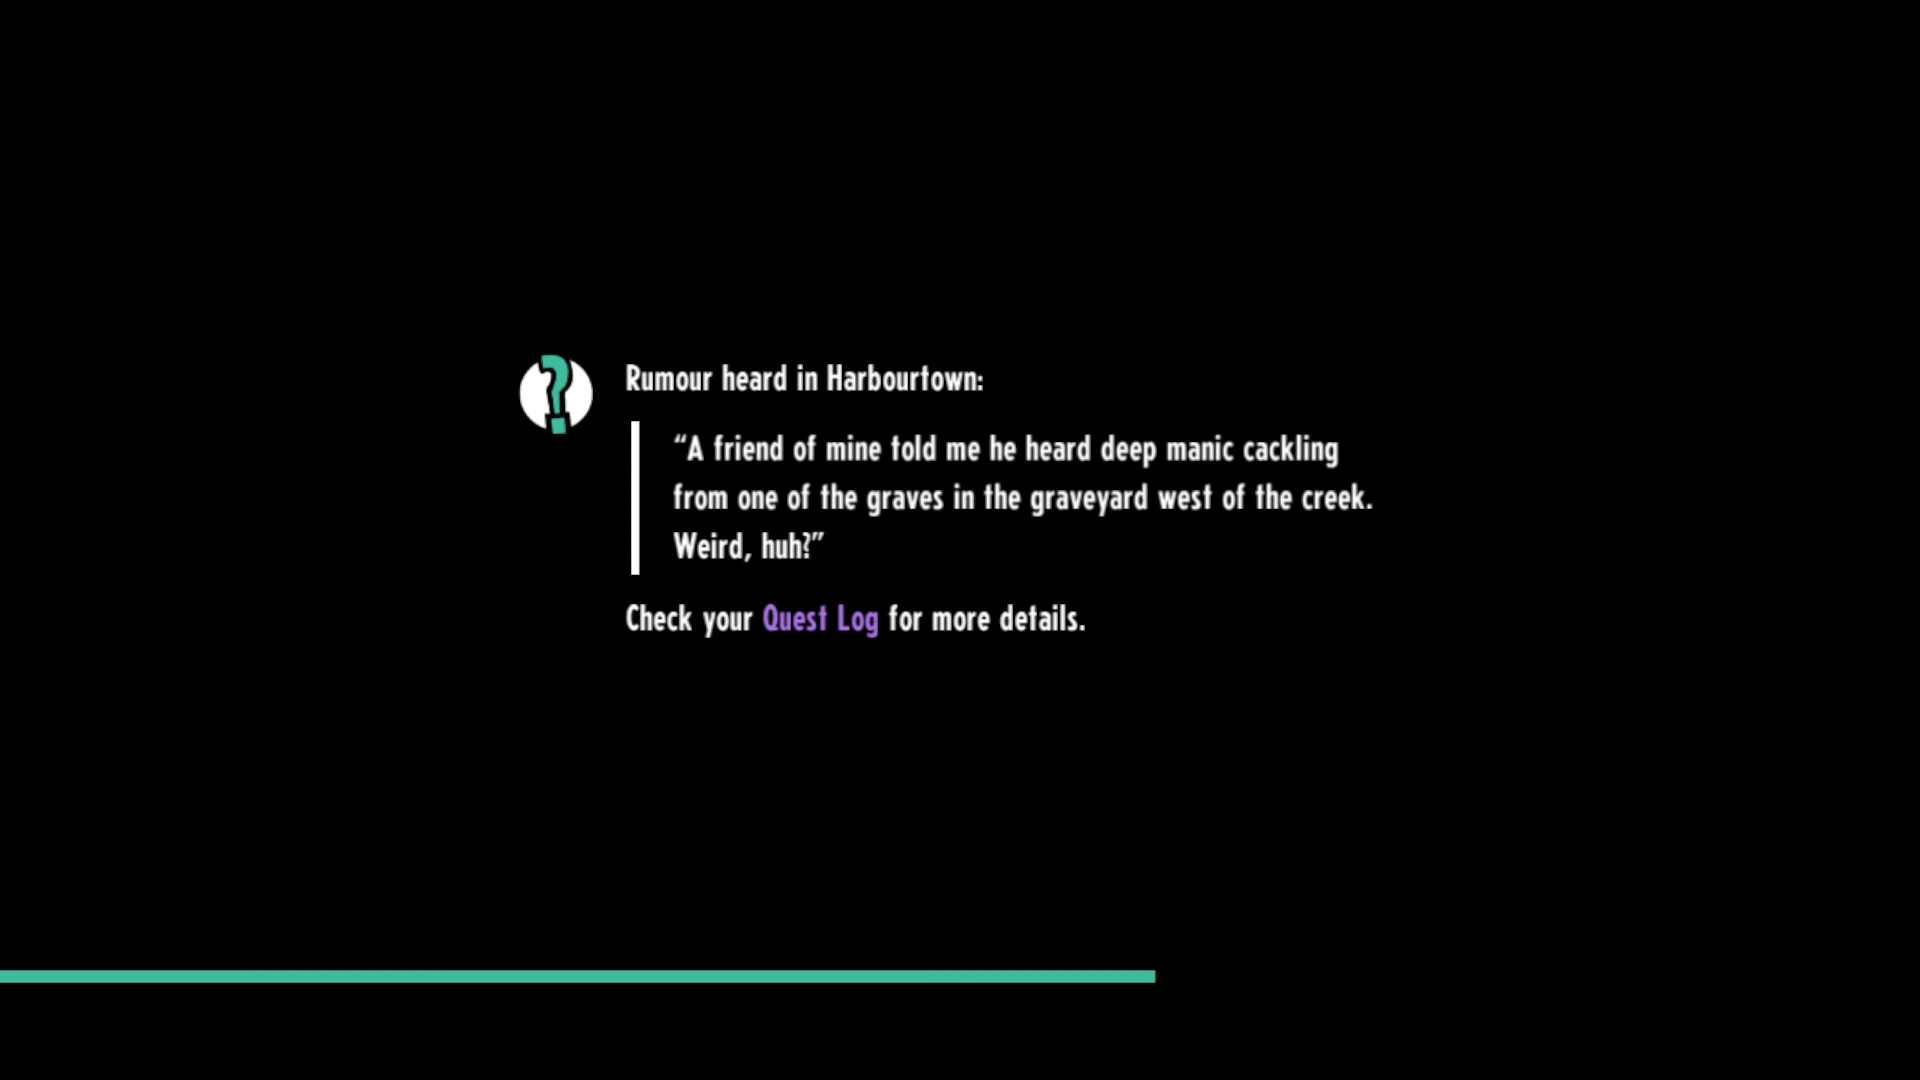 Rumour heard in Harbourtown:
“A friend of mine told me he heard deep manic cackling
from one of the graves in the graveyard west of the creek.
Weird, huh?”
Check your Quest Log for more details.